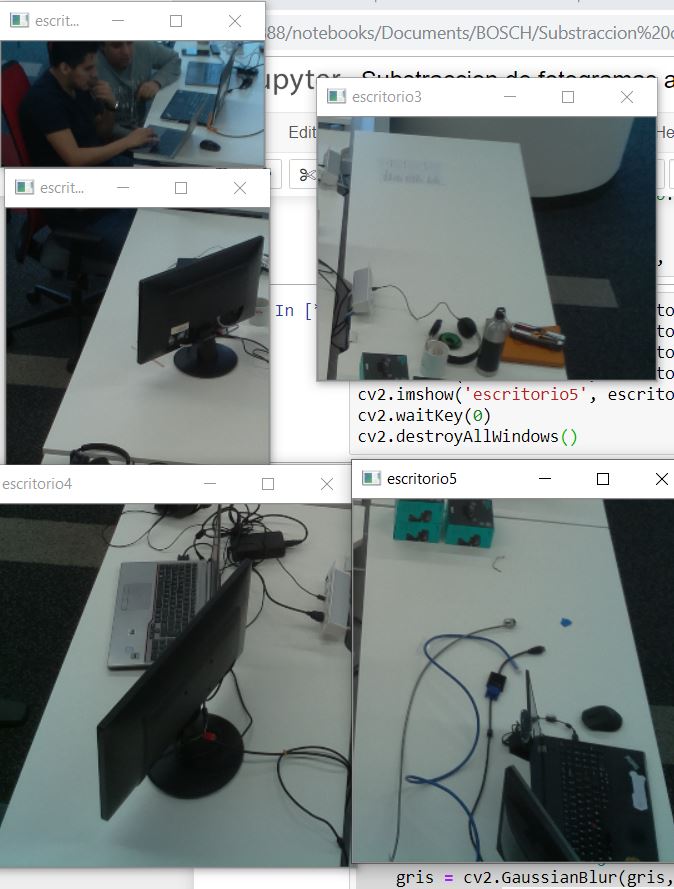 escrit...
88/notebooks/Documents/BOSCH/Substraccion%20
upyter
Substraccion de fotogramas a
escritorio3
Edit
He
escrit...
In [
cv2.imshow('escritorio5', escrito
cv2.waitKey(0)
cv2.destroyAllWindows()
escritorio4
escritorio5
gris = cv2.GaussianBlur(gris,